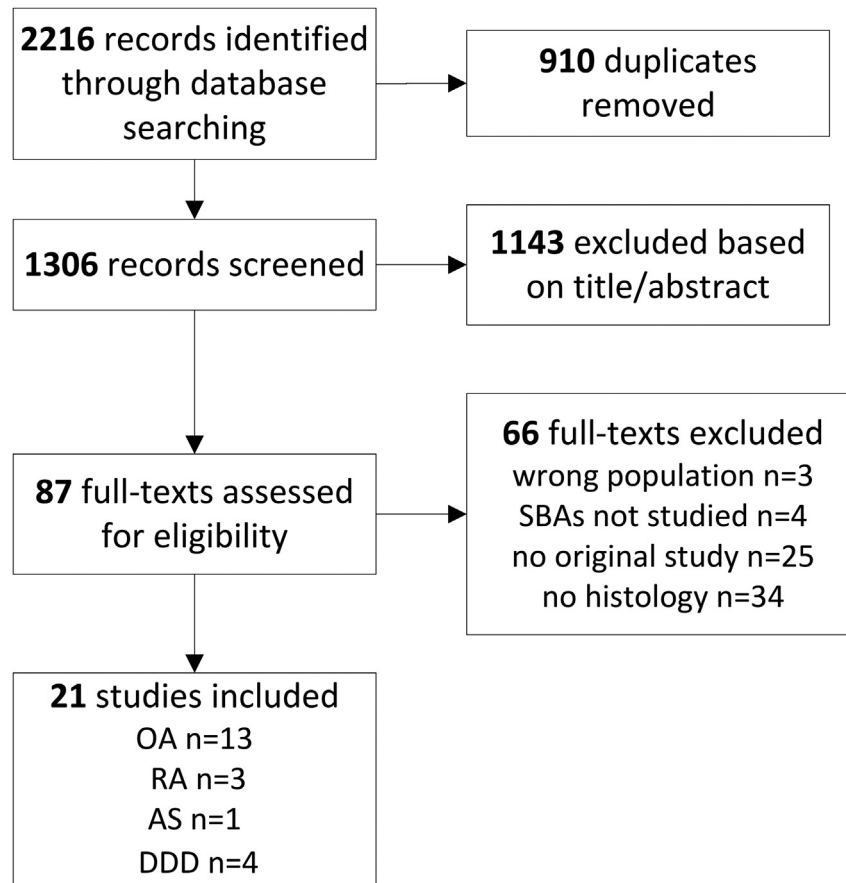 2216 records identified
through database
searching
910 duplicates
removed
1306 records screened
1143 excluded based
on title/abstract
87 full-texts assessed
for eligibility
66 full-texts excluded
wrong population n=3
SBAs not studied n=4
no original study n=25
no histology n=34
21 studies included
OA n=13
RA n=3
AS n=1
DDD n=4